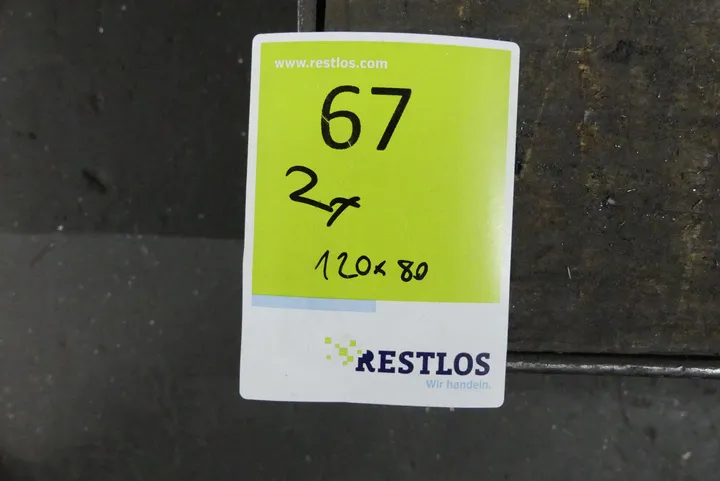 www.restlos.com
67
2x
120x80
RESTLOS
Wir handeln.